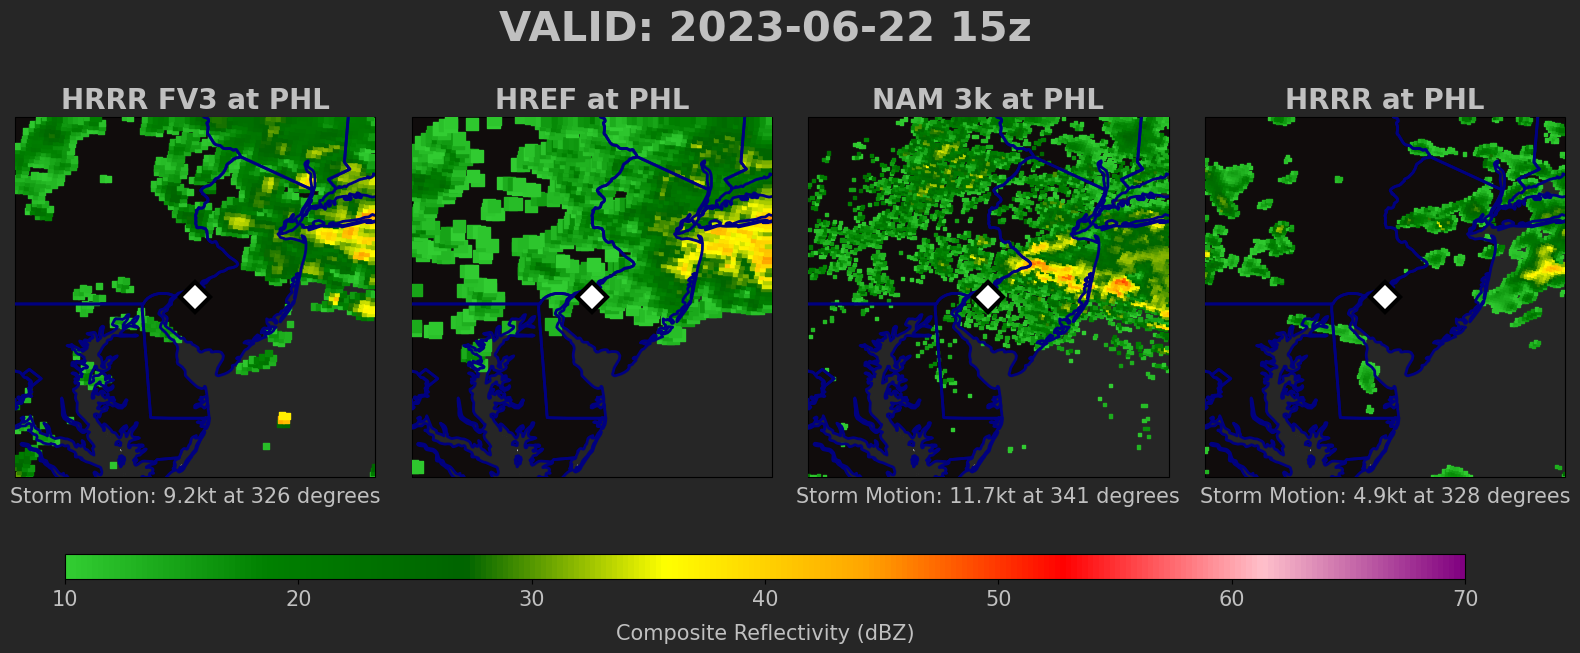 VALID: 2023-06-22 15z
HRRR FV3 at PHL
HREF at PHL
NAM 3k at PHL
HRRR at PHL
Storm Motion: 9.2kt at 326 degrees
Storm Motion: 11.7kt at 341 degrees
Storm Motion: 4.9kt at 328 degrees
10 20 30 40 50 60 70
Composite Reflectivity (dBZ)